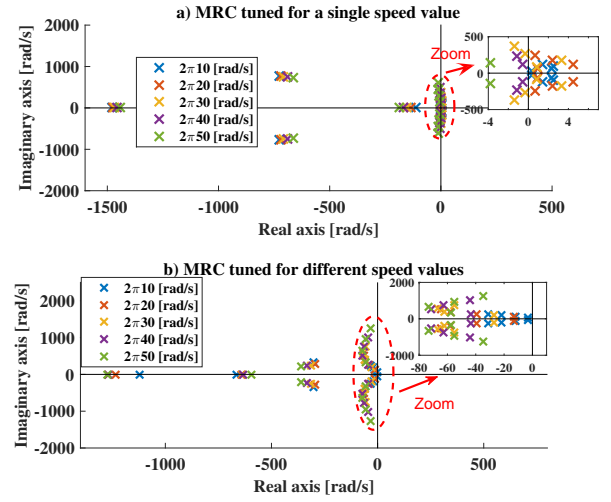 a) MRC tuned for a single speed value
2000
1000
0
-1000
-2000
Imaginary axis [rad/s]
-1500
-1000
-500
0
500
Real axis [rad/s]
2π10 [rad/s]
2π20 [rad/s]
2π30 [rad/s]
2π40 [rad/s]
2π50 [rad/s]
Zoom
500
0
-500
-4
0
4
b) MRC tuned for different speed values
2000
1000
0
-1000
-2000
Imaginary axis [rad/s]
-1000
-500
0
500
Real axis [rad/s]
2π10 [rad/s]
2π20 [rad/s]
2π30 [rad/s]
2π40 [rad/s]
2π50 [rad/s]
Zoom
2000
0
-2000
-80
-60
-40
-20
0